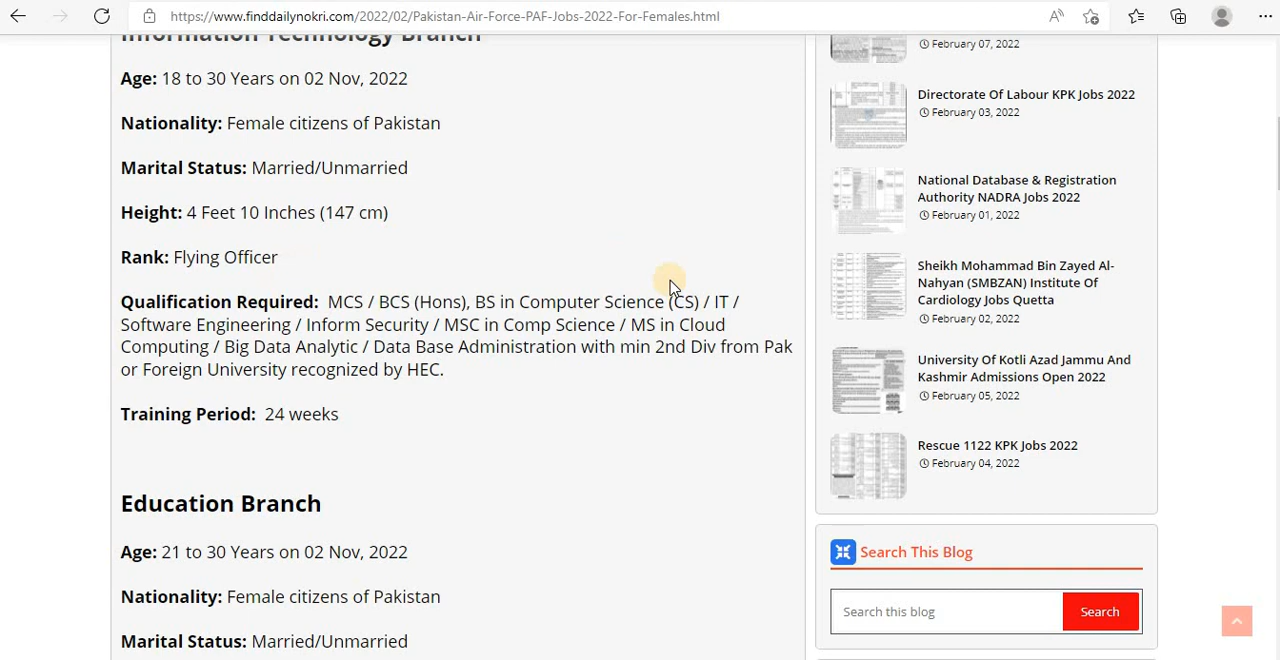 https://www.finddailynokri.com/2022/02/Pakistan-Air-Force-PAF-Jobs-2022-For-Females.html
Information Technology Branch
Age: 18 to 30 Years on 02 Nov, 2022
Nationality: Female citizens of Pakistan
Marital Status: Married/Unmarried
Height: 4 Feet 10 Inches (147 cm)
Rank: Flying Officer
Qualification Required:  MCS / BCS (Hons), BS in Computer Science (CS) / IT /
Software Engineering / Inform Security / MSC in Comp Science / MS in Cloud
Computing / Big Data Analytic / Data Base Administration with min 2nd Div from Pak
or Foreign University recognized by HEC.
Training Period:  24 weeks
Education Branch
Age: 21 to 30 Years on 02 Nov, 2022
Nationality: Female citizens of Pakistan
Marital Status: Married/Unmarried
February 07, 2022
Directorate Of Labour KPK Jobs 2022
February 03, 2022
National Database & Registration
Authority NADRA Jobs 2022
February 01, 2022
Sheikh Mohammad Bin Zayed Al-
Nahyan (SMBZAN) Institute Of
Cardiology Jobs Quetta
February 02, 2022
University Of Kotli Azad Jammu And
Kashmir Admissions Open 2022
February 05, 2022
Rescue 1122 KPK Jobs 2022
February 04, 2022
Search This Blog
Search this blog
Search